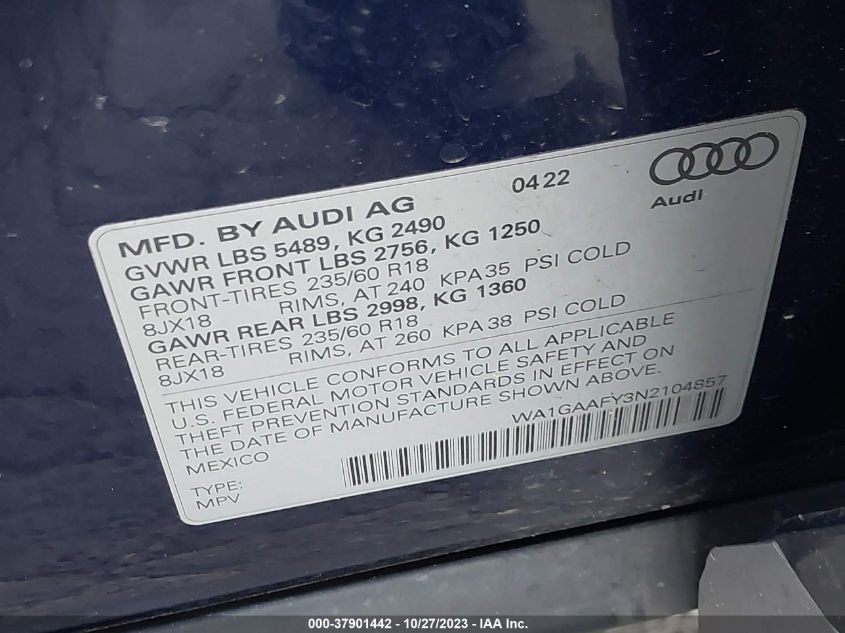 0422
Audi
MFD. BY AUDI AG
GVWR LBS 5489, KG 2490
GAWR FRONT LBS 2756, KG 1250
FRONT-TIRES 235/60 R18
8JX18 RIMS, AT 240 KPA 35 PSI COLD
GAWR REAR LBS 2998, KG 1360
REAR-TIRES 235/60 R18
8JX18 RIMS, AT 260 KPA 38 PSI COLD
THIS VEHICLE CONFORMS TO ALL APPLICABLE
U.S. FEDERAL MOTOR VEHICLE SAFETY AND
THEFT PREVENTION STANDARDS IN EFFECT ON
THE DATE OF MANUFACTURE SHOWN ABOVE.
MEXICO
WA1GAAFY3N2104857
TYPE:
MPV
000-37901442 - 10/27/2023 - IAA Inc.